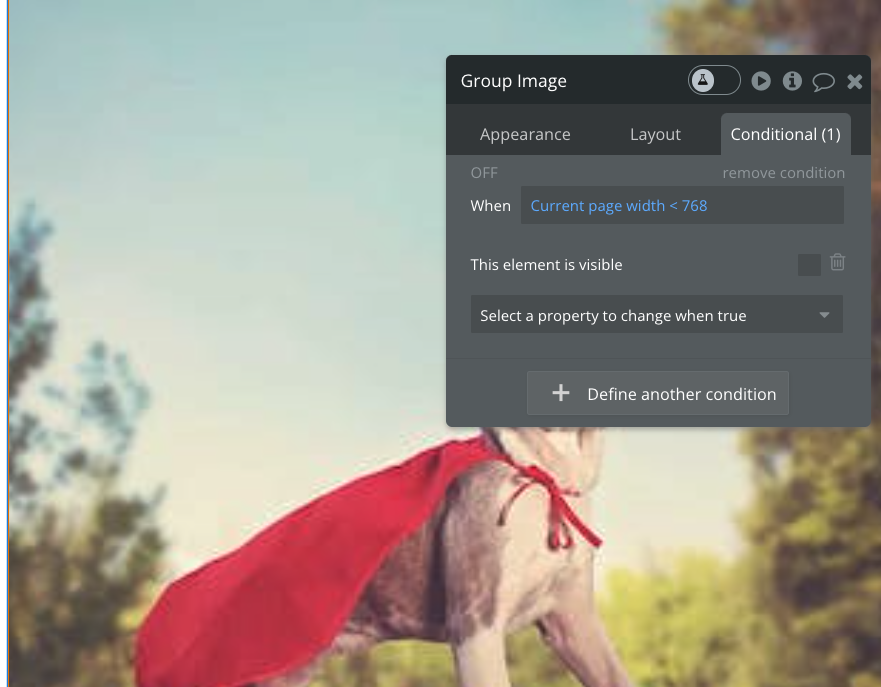 Group Image
Appearance Layout Conditional (1)
OFF remove condition
When Current page width < 768
This element is visible
Select a property to change when true
Define another condition